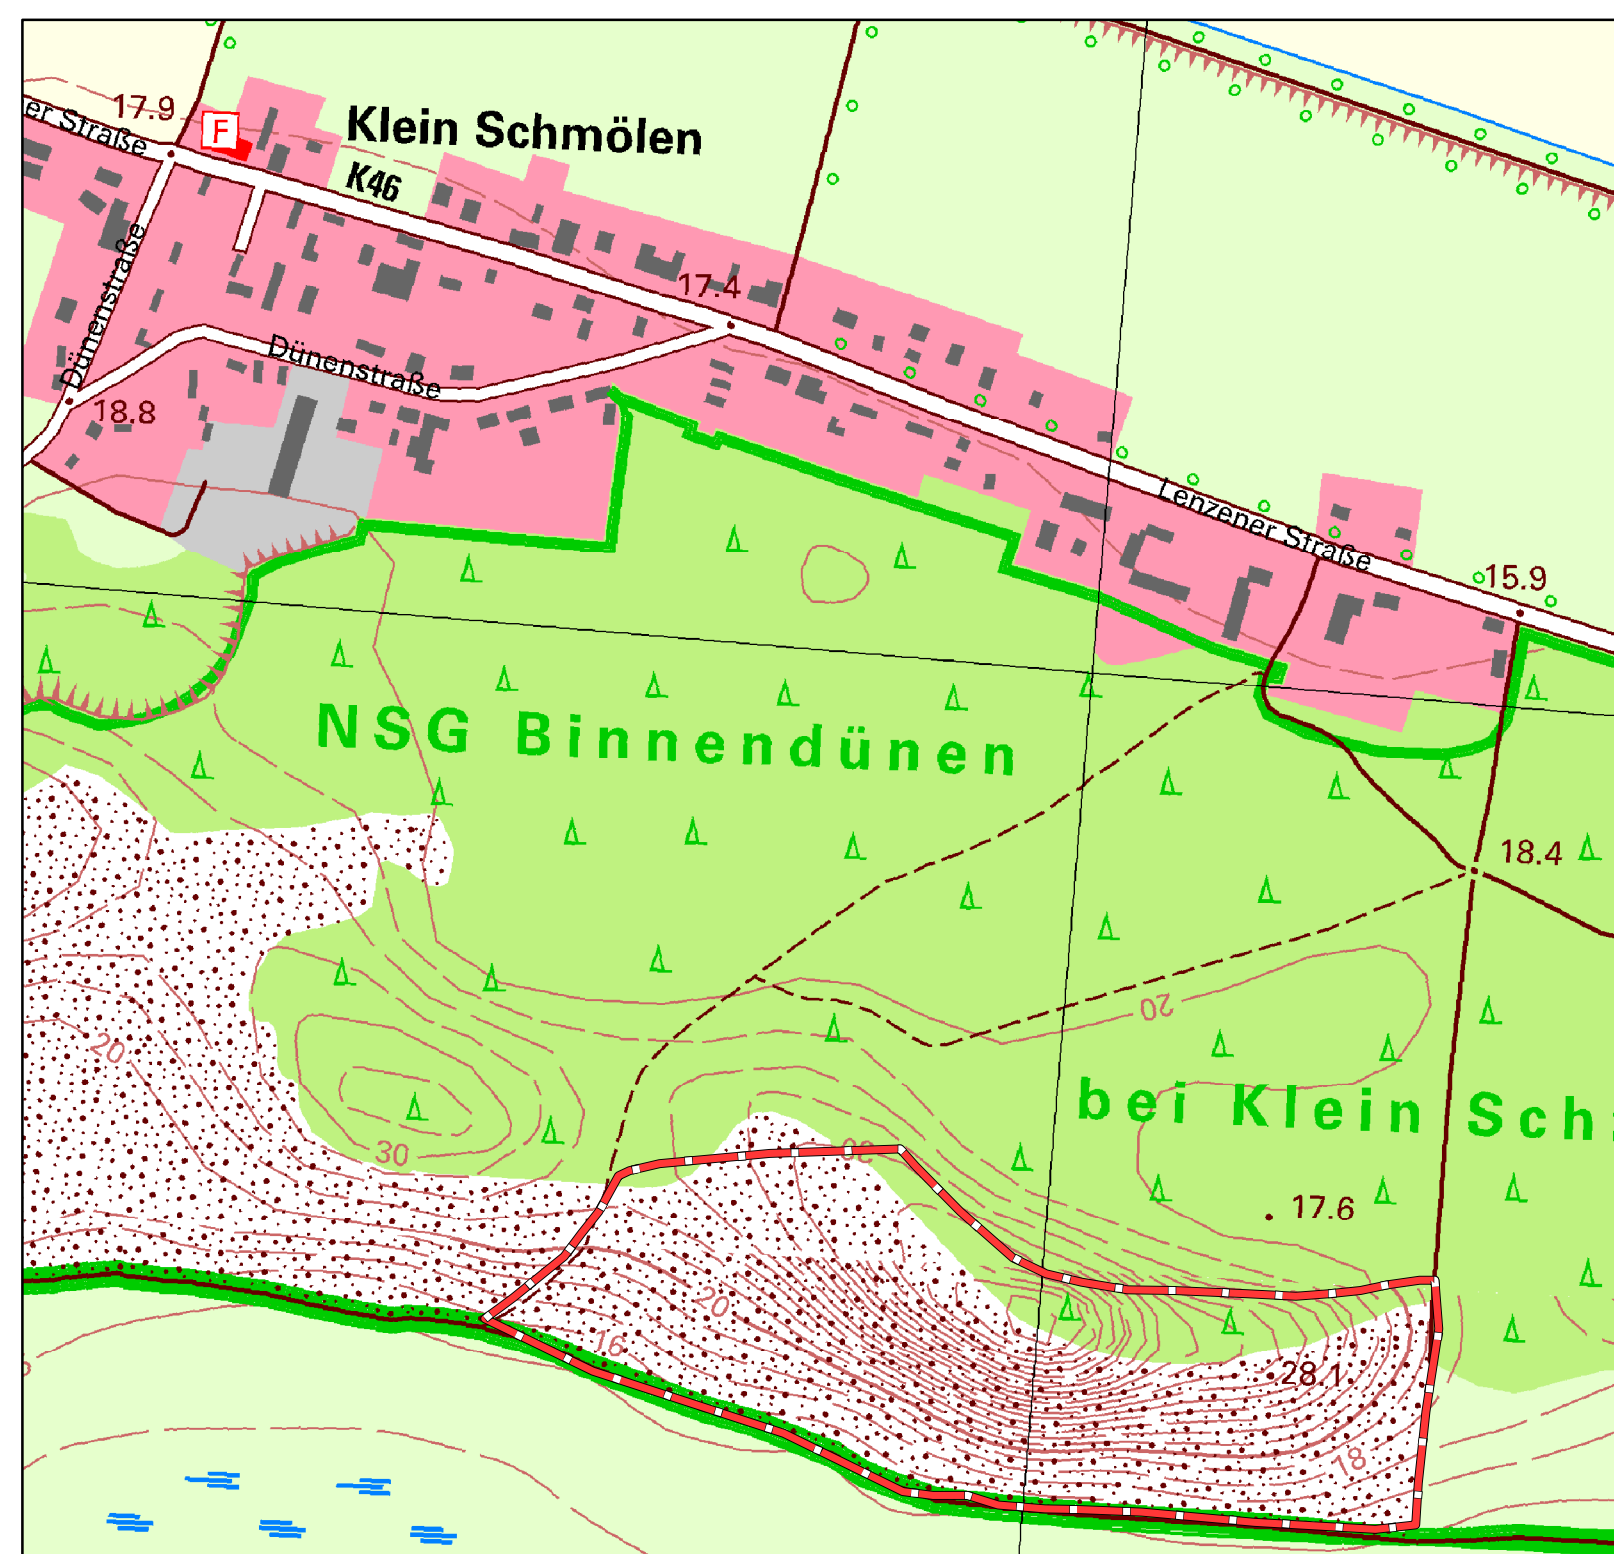 17.9
F
er Straße
Klein Schmölen
K46
Dünenstraße
17.4
Dünenstraße
18.8
Lenzener Straße
15.9
NSG Binnendünen
18.4
20
20
bei Klein Sch
30
30
17.6
20
16
28.1
18